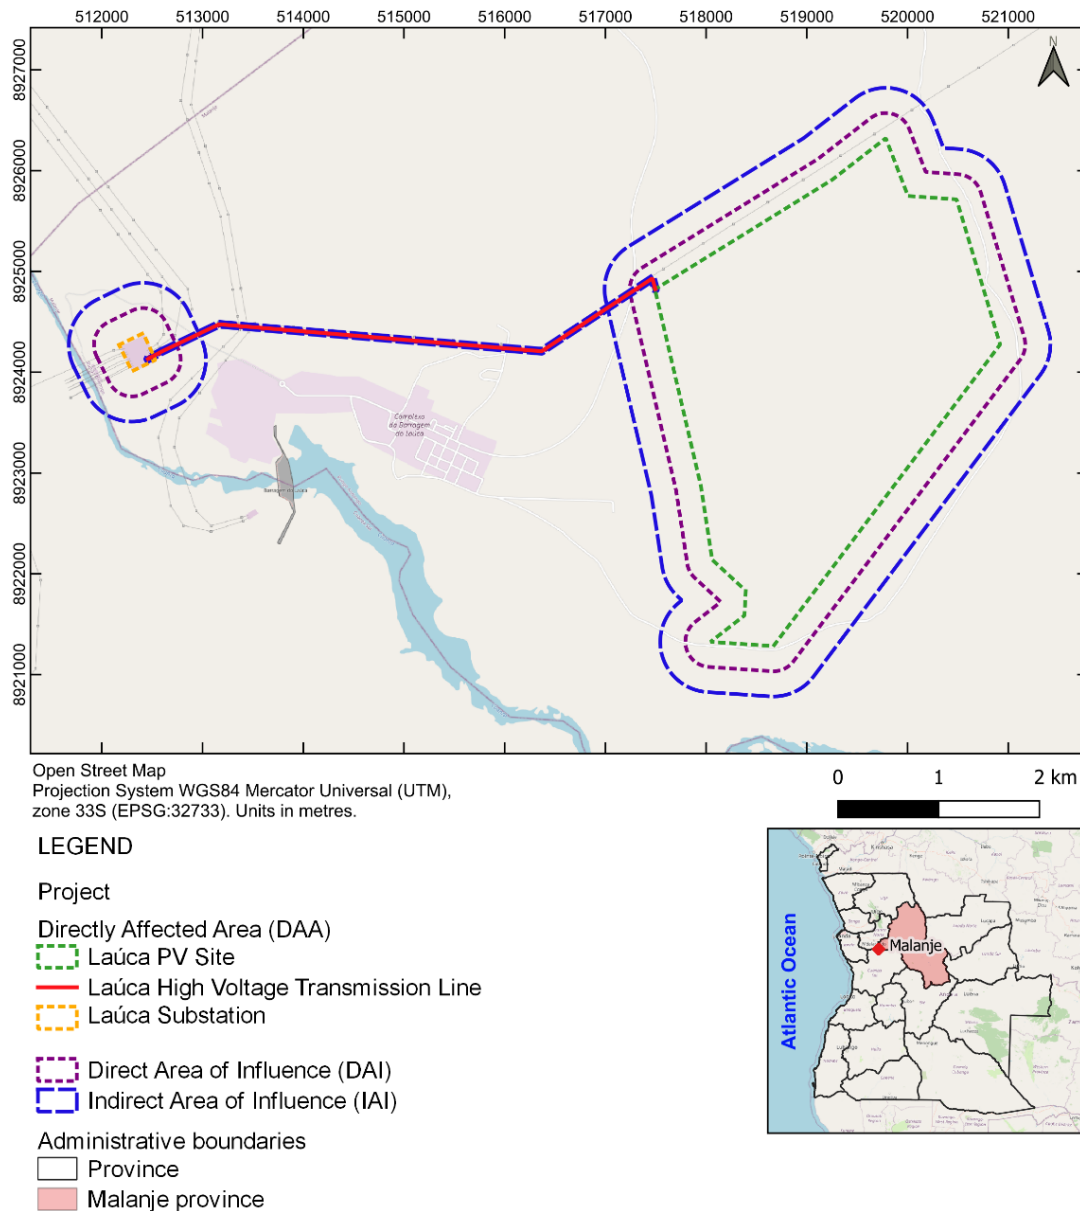 512000 513000 514000 515000 516000 517000 518000 519000 520000 521000
8927000
8926000
8925000
8924000
8923000
8922000
8921000
N
Complexo
da Barragem
do Laúca
Open Street Map
Projection System WGS84 Mercator Universal (UTM),
zone 33S (EPSG:32733). Units in metres.
0 1 2 km
LEGEND
Project
Directly Affected Area (DAA)
Laúca PV Site
Laúca High Voltage Transmission Line
Laúca Substation
Direct Area of Influence (DAI)
Indirect Area of Influence (IAI)
Administrative boundaries
Province
Malanje province
Atlantic Ocean
Malanje